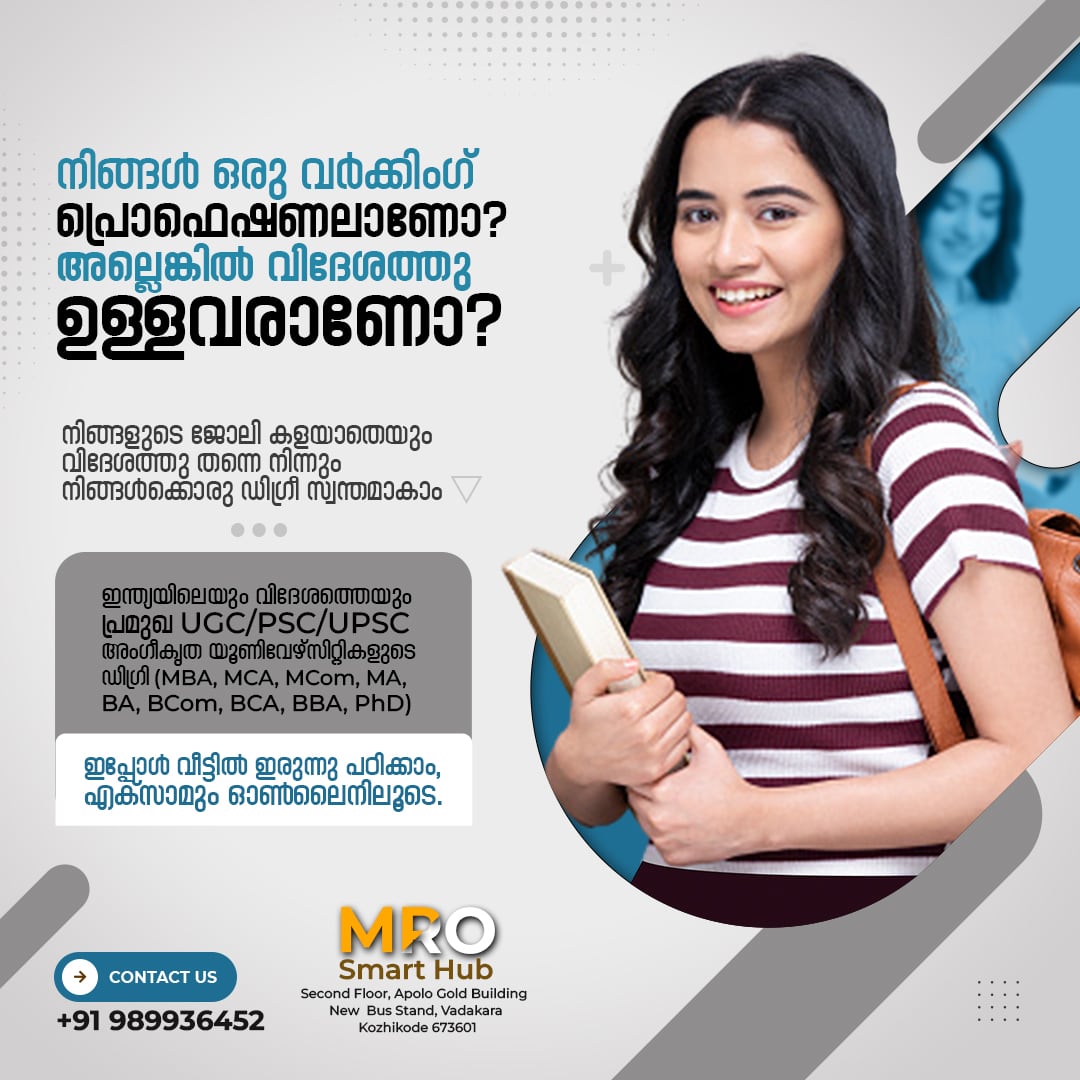 നിങ്ങൾ ഒരു വർക്കിംഗ്
പ്രൊഫെഷണലാണോ?
അല്ലെങ്കിൽ വിദേശത്തു
ഉള്ളവരാണോ?
നിങ്ങളുടെ ജോലി കളയാതെയും
വിദേശത്തു തന്നെ നിന്നും
നിങ്ങൾക്കൊരു ഡിഗ്രീ സ്വന്തമാകാം
ഇന്ത്യയിലെയും വിദേശത്തെയും
പ്രമുഖ UGC/PSC/UPSC
അംഗീകൃത യൂണിവേഴ്സിറ്റികളുടെ
ഡിഗ്രി (MBA, MCA, MCom, MA,
BA, BCom, BCA, BBA, PhD)
ഇപ്പോൾ വീട്ടിൽ ഇരുന്നു പഠിക്കാം,
എക്സാമും ഓൺലൈനിലൂടെ.
CONTACT US
+91 989936452
MRO
Smart Hub
Second Floor, Apolo Gold Building
New Bus Stand, Vadakara
Kozhikode 673601